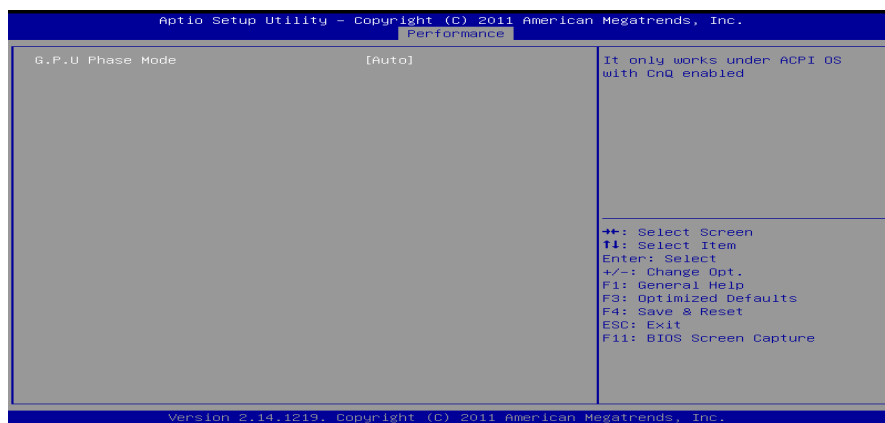 Aptio Setup Utility – Copyright (C) 2011 American Megatrends, Inc.
Performance
G.P.U Phase Mode [Auto]
It only works under ACPI OS
with CnQ enabled
→←: Select Screen
↑↓: Select Item
Enter: Select
+/-: Change Opt.
F1: General Help
F3: Optimized Defaults
F4: Save & Reset
ESC: Exit
F11: BIOS Screen Capture
Version 2.14.1219. Copyright (C) 2011 American Megatrends, Inc.